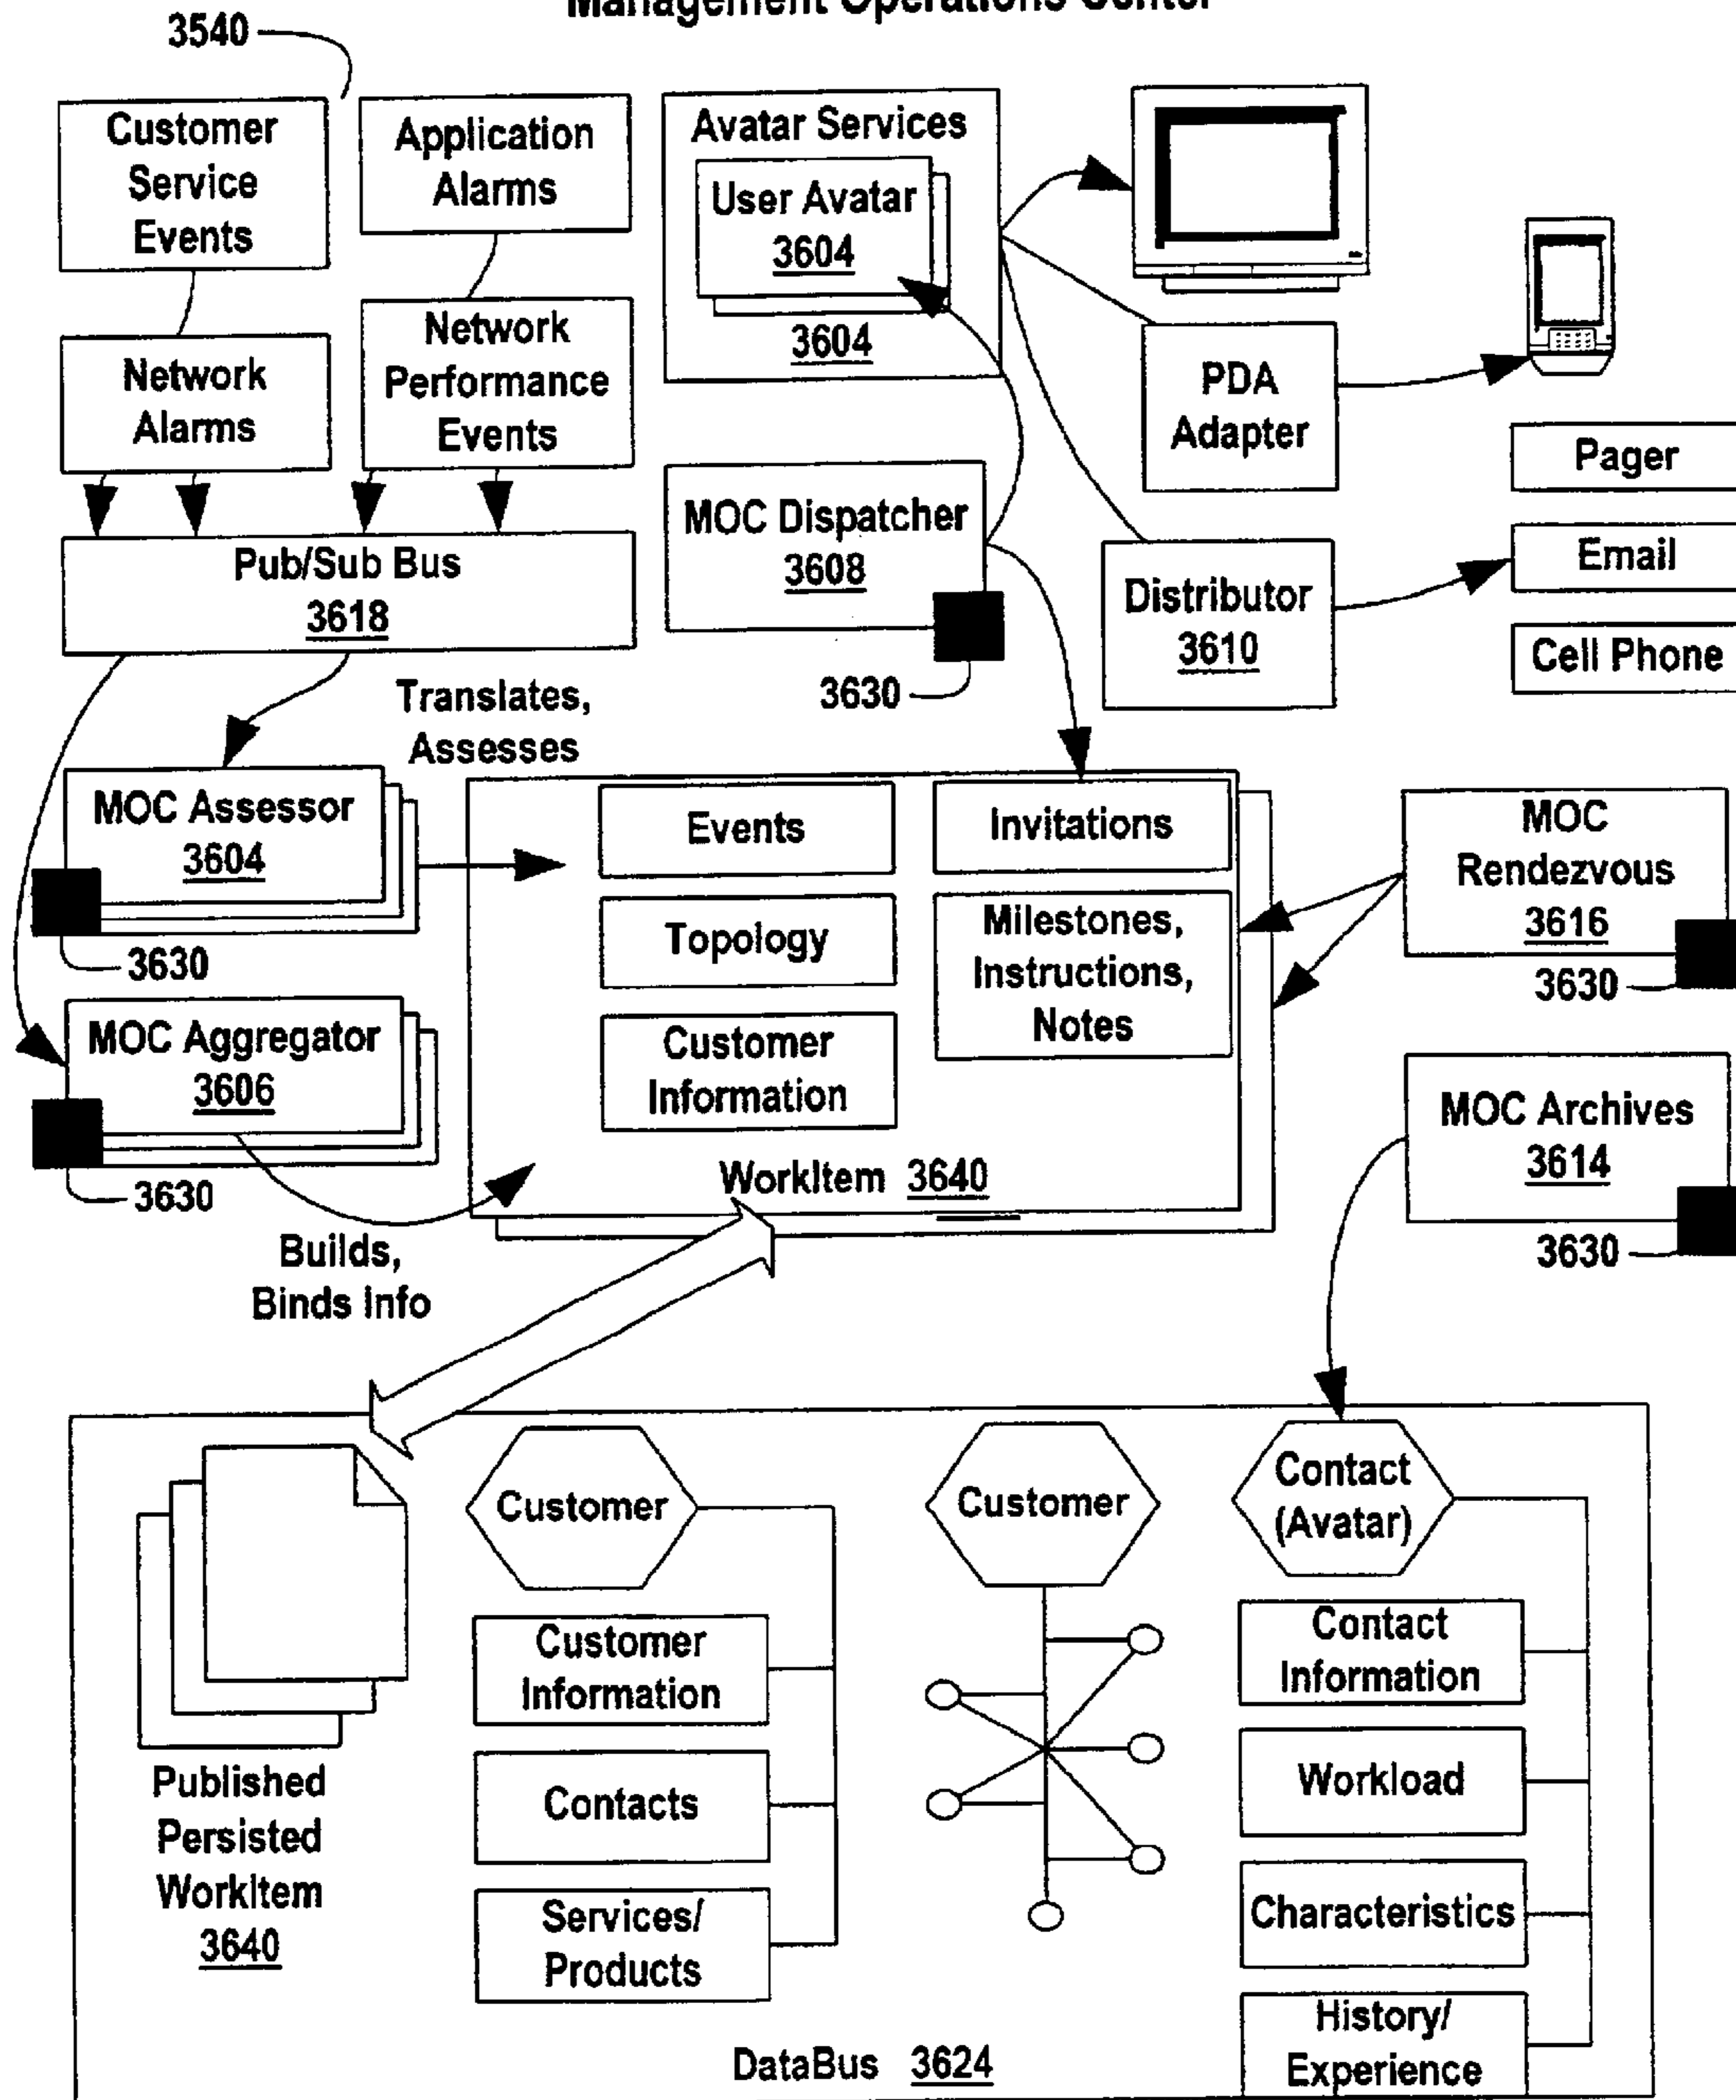 Management Operations Center
3540
Customer
Service
Events
Application
Alarms
Avatar Services
User Avatar
3604
3604
Network
Alarms
Network
Performance
Events
PDA
Adapter
Pager
Email
Cell Phone
MOC Dispatcher
3608
3630
Distributor
3610
Pub/Sub Bus
3618
Translates,
Assesses
MOC Assessor
3604
3630
MOC Aggregator
3606
3630
Builds,
Binds Info
Events
Topology
Customer
Information
Invitations
Milestones,
Instructions,
Notes
WorkItem 3640
MOC
Rendezvous
3616
3630
MOC Archives
3614
3630
Published
Persisted
WorkItem
3640
Customer
Customer
Information
Contacts
Services/
Products
Customer
Contact
(Avatar)
Contact
Information
Workload
Characteristics
History/
Experience
DataBus 3624